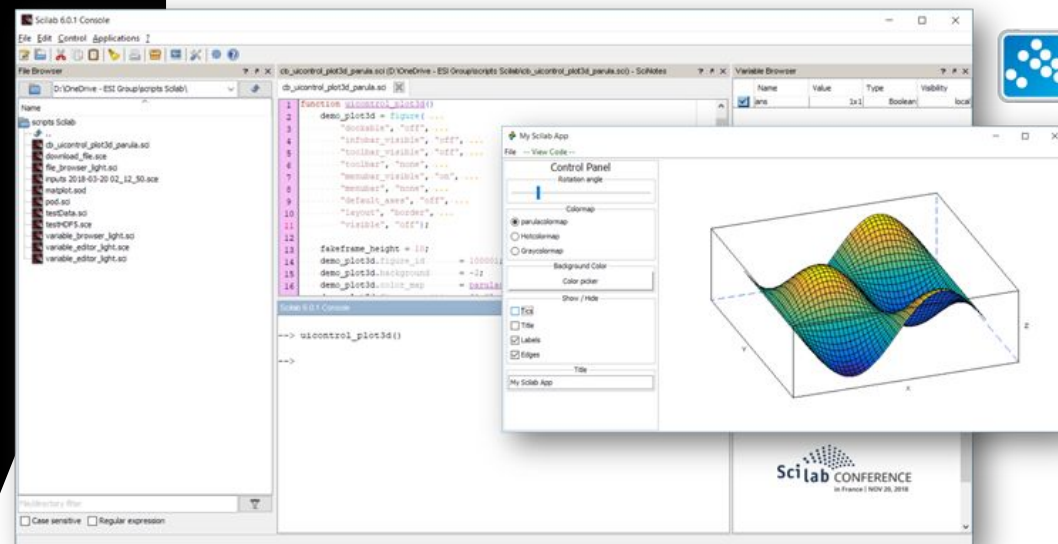 Scilab 6.0.1 Console
File Edit Control Applications ?
File Browser ? ↗ X
D:\OneDrive - ESI Group\scripts Scilab\
Name
scripts Scilab
..
cb_uicontrol_plot3d_parula.sci
download_file.sce
file_browser_light.sci
inputs 2018-03-20 02_12_50.sce
matplot.sod
pod.sci
testData.sci
testHDF5.sce
variable_browser_light.sci
variable_editor_light.sce
variable_editor_light.sci
File/directory filter
Case sensitive Regular expression
cb_uicontrol_plot3d_parula.sci (D:\OneDrive - ESI Group\scripts Scilab\cb_uicontrol_plot3d_parula.sci) - SciNotes
cb_uicontrol_plot3d_parula.sci
1 function uicontrol_plot3d()
2 demo_plot3d = figure( ...
3 "dockable", "off", ...
4 "infobar_visible", "off", ...
5 "toolbar_visible", "off", ...
6 "toolbar", "none", ...
7 "menubar_visible", "on", ...
8 "menubar", "none", ...
9 "default_axes", "off", ...
10 "layout", "border", ...
11 "visible", "off");
12
13 fakeframe_height = 10;
14 demo_plot3d.figure_id = 100001;
15 demo_plot3d.background = -2;
16 demo_plot3d.color_map = parula
Scilab 6.0.1 Console
--> uicontrol_plot3d()
-->
Variable Browser
Name Value Type Visibility
ans 1x1 Boolean local
My Scilab App
File -- View Code --
Control Panel
Rotation angle
Colormap
parulacolormap
Hotcolormap
Graycolormap
Background Color
Color picker
Show / Hide
Tics
Title
Labels
Edges
Title
My Scilab App
X
Y
Z
Scilab CONFERENCE
in France | NOV 20, 2018